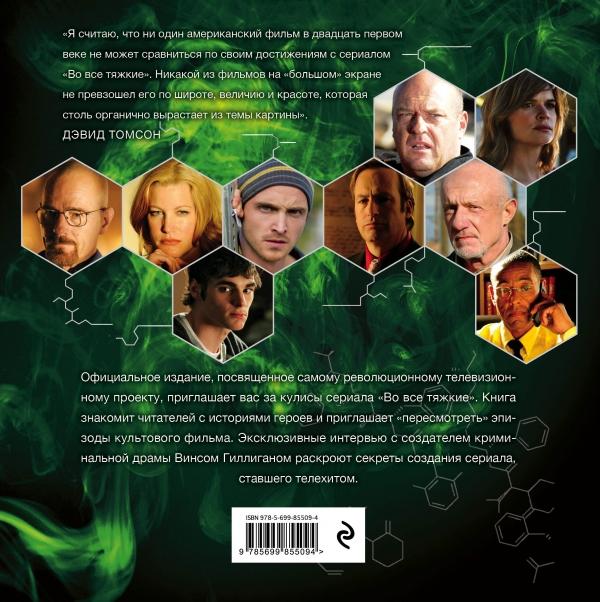 «Я считаю, что ни один американский фильм в двадцать первом
веке не может сравниться по своим достижениям с сериалом
«Во все тяжкие». Никакой из фильмов на «большом» экране
не превзошел его по широте, величию и красоте, которая
столь органично вырастает из темы картины».
ДЭВИД ТОМСОН
Официальное издание, посвященное самому революционному телевизион-
ному проекту, приглашает вас за кулисы сериала «Во все тяжкие». Книга
знакомит читателей с историями героев и приглашает «пересмотреть» эпи-
зоды культового фильма. Эксклюзивные интервью с создателем крими-
нальной драмы Винсом Гиллиганом раскроют секреты создания сериала,
ставшего телехитом.
ISBN 978-5-699-85509-4
9 785699 855094 >